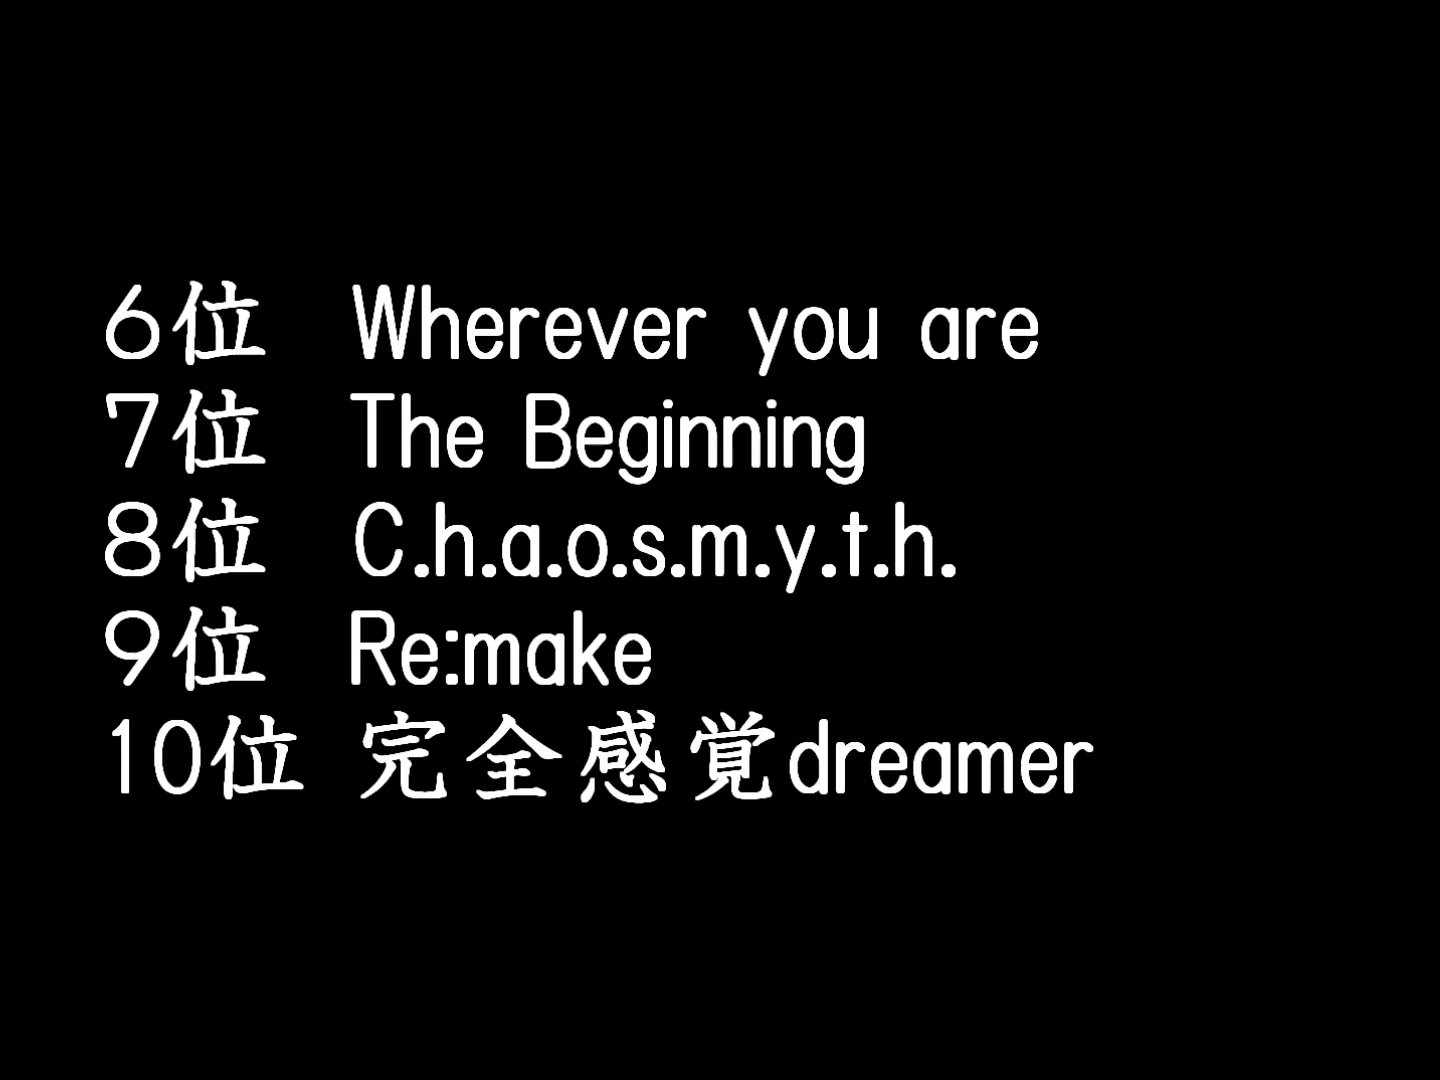 6位 Wherever you are
7位 The Beginning
8位 C.h.a.o.s.m.y.t.h.
9位 Re:make
10位 完全感覚dreamer